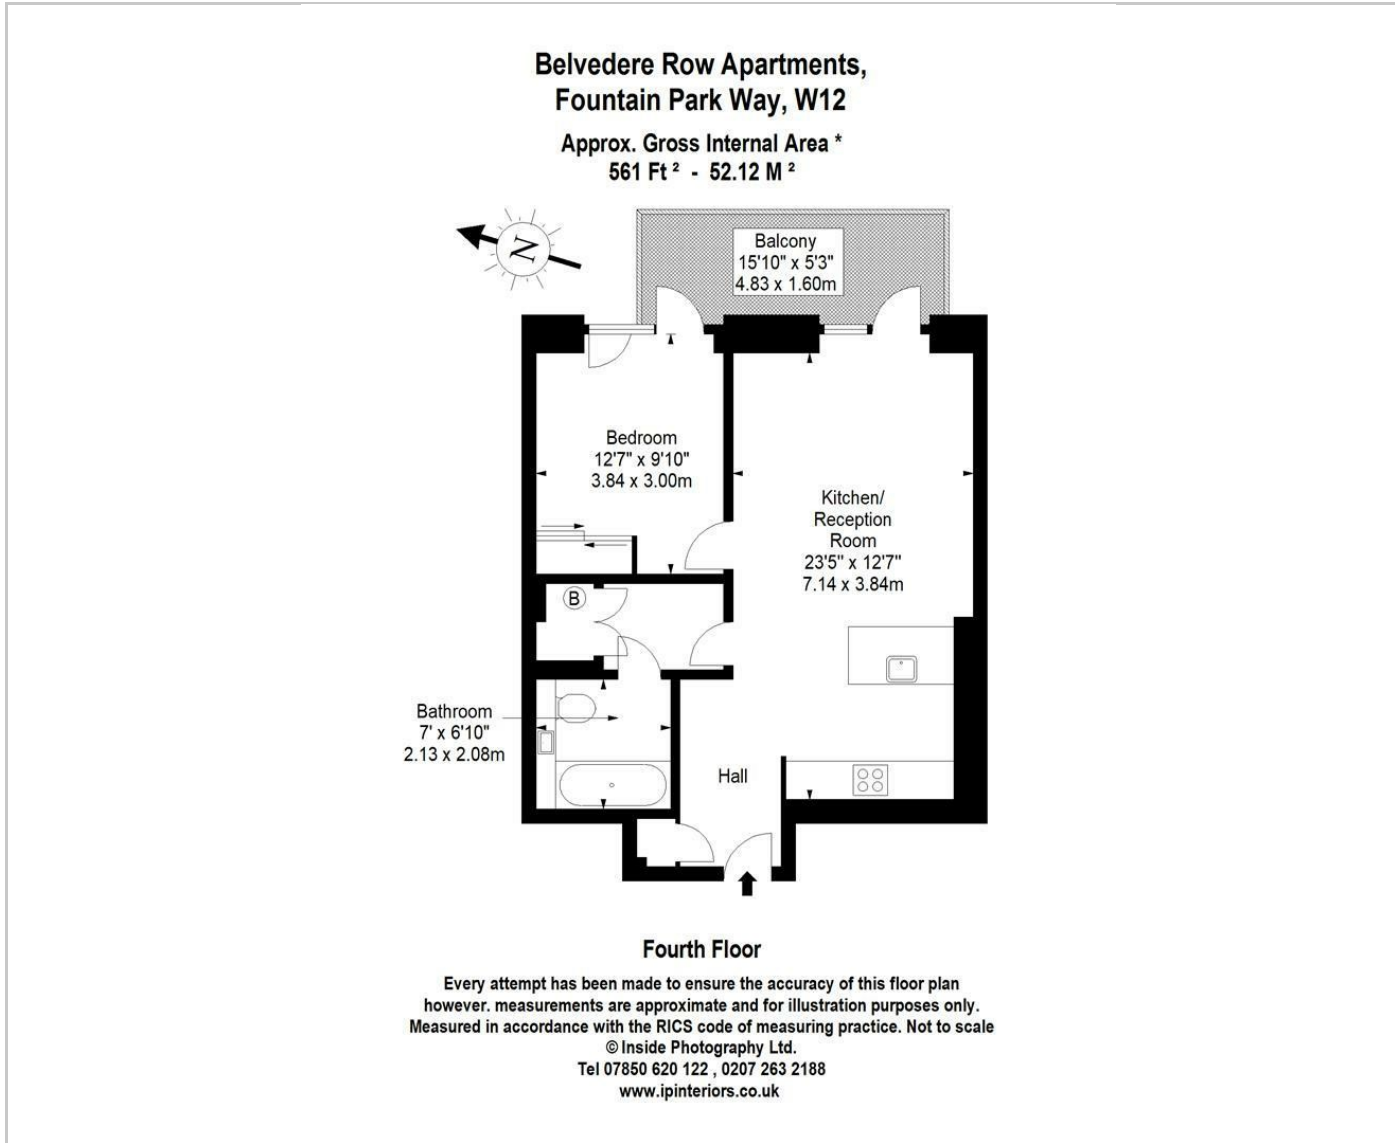 Belvedere Row Apartments,
Fountain Park Way, W12
Approx. Gross Internal Area *
561 Ft ² - 52.12 M ²
N
Balcony
15'10" x 5'3"
4.83 x 1.60m
Bedroom
12'7" x 9'10"
3.84 x 3.00m
Kitchen/
Reception
Room
23'5" x 12'7"
7.14 x 3.84m
B
Bathroom
7' x 6'10"
2.13 x 2.08m
Hall
Fourth Floor
Every attempt has been made to ensure the accuracy of this floor plan
however. measurements are approximate and for illustration purposes only.
Measured in accordance with the RICS code of measuring practice. Not to scale
© Inside Photography Ltd.
Tel 07850 620 122 , 0207 263 2188
www.ipinteriors.co.uk